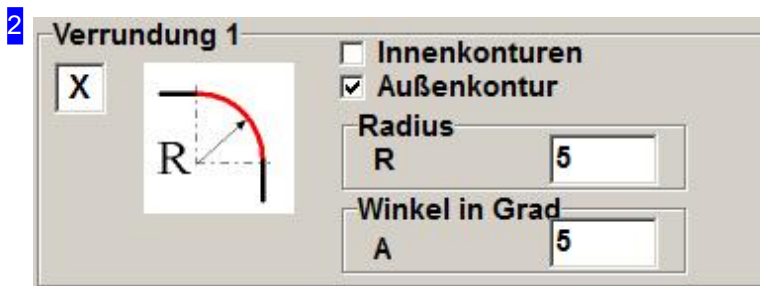 2
Verrundung 1
X
R
Innenkonturen
Außenkontur
Radius
R 5
Winkel in Grad
A 5